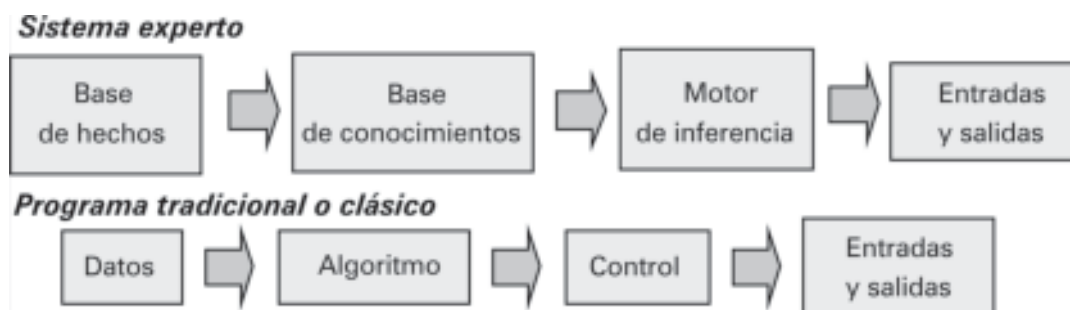 Sistema experto
Base
de hechos
Base
de conocimientos
Motor
de inferencia
Entradas
y salidas
Programa tradicional o clásico
Datos
Algoritmo
Control
Entradas
y salidas